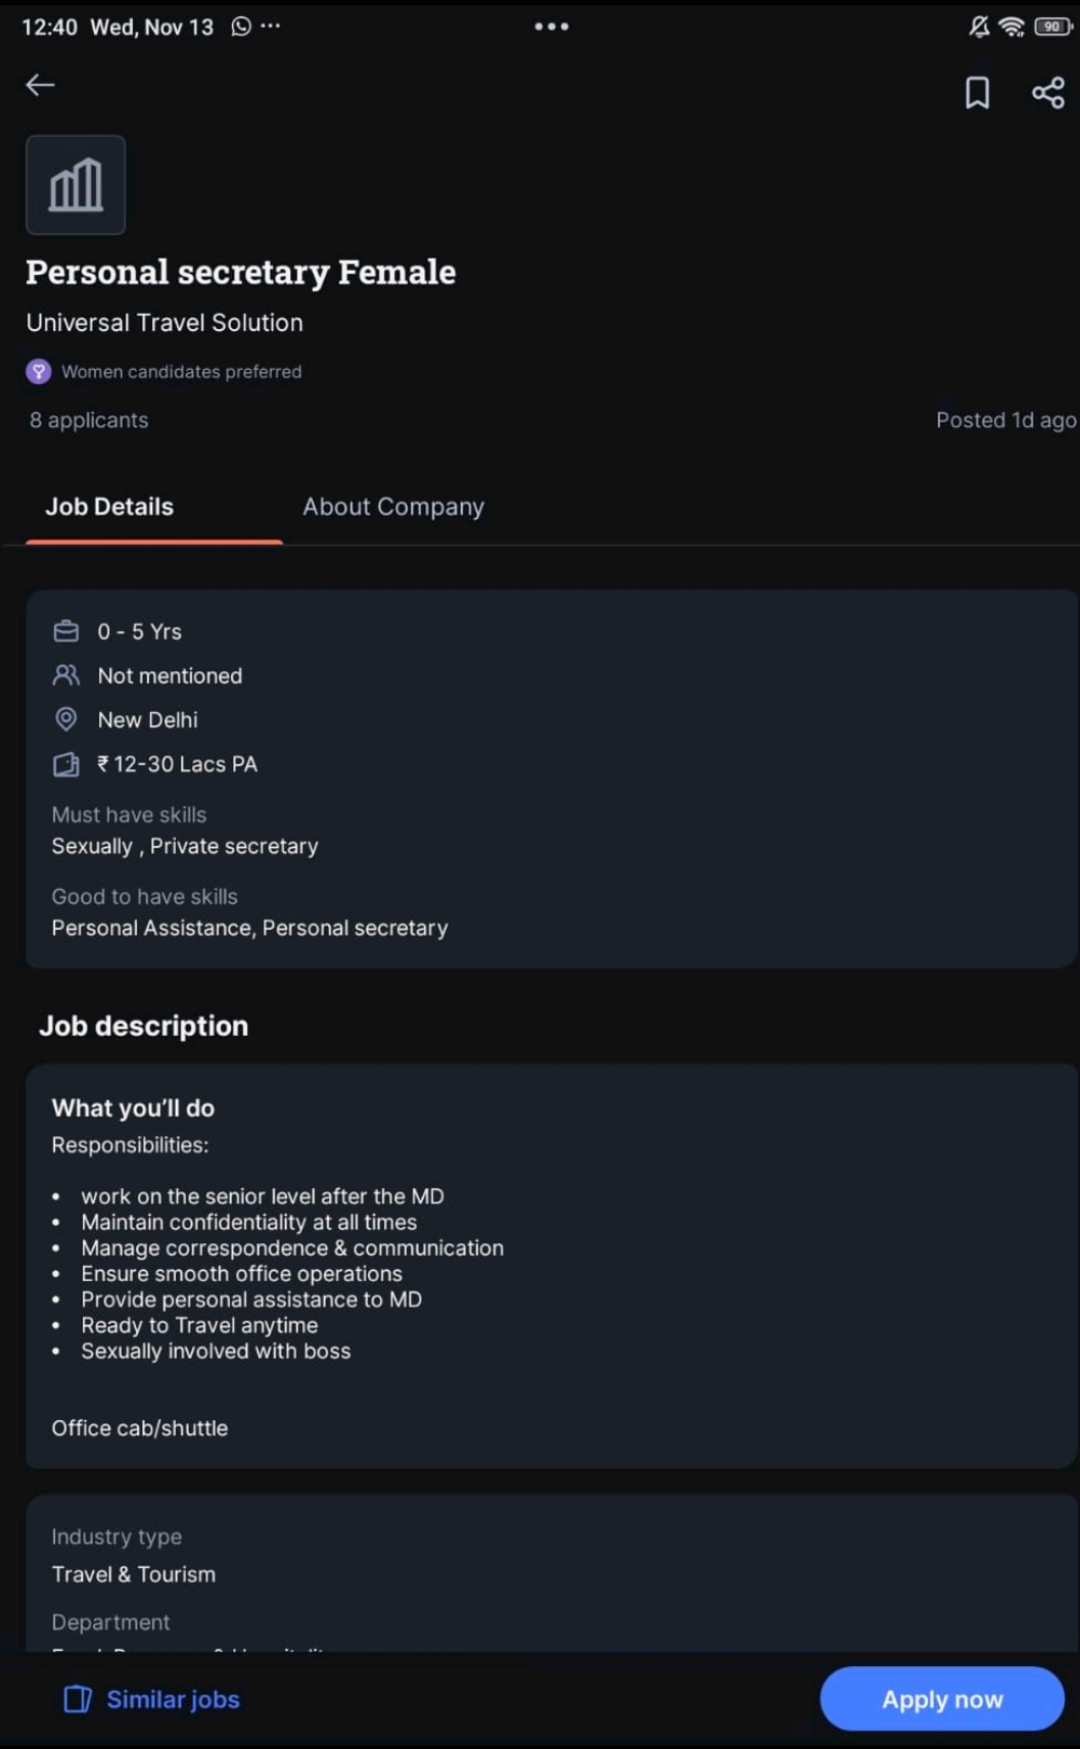 12:40 Wed, Nov 13
90
Personal secretary Female
Universal Travel Solution
Women candidates preferred
8 applicants
Posted 1d ago
Job Details
About Company
0 - 5 Yrs
Not mentioned
New Delhi
₹ 12-30 Lacs PA
Must have skills
Sexually , Private secretary
Good to have skills
Personal Assistance, Personal secretary
Job description
What you'll do
Responsibilities:
• work on the senior level after the MD
• Maintain confidentiality at all times
• Manage correspondence & communication
• Ensure smooth office operations
• Provide personal assistance to MD
• Ready to Travel anytime
• Sexually involved with boss
Office cab/shuttle
Industry type
Travel & Tourism
Department
Similar jobs
Apply now